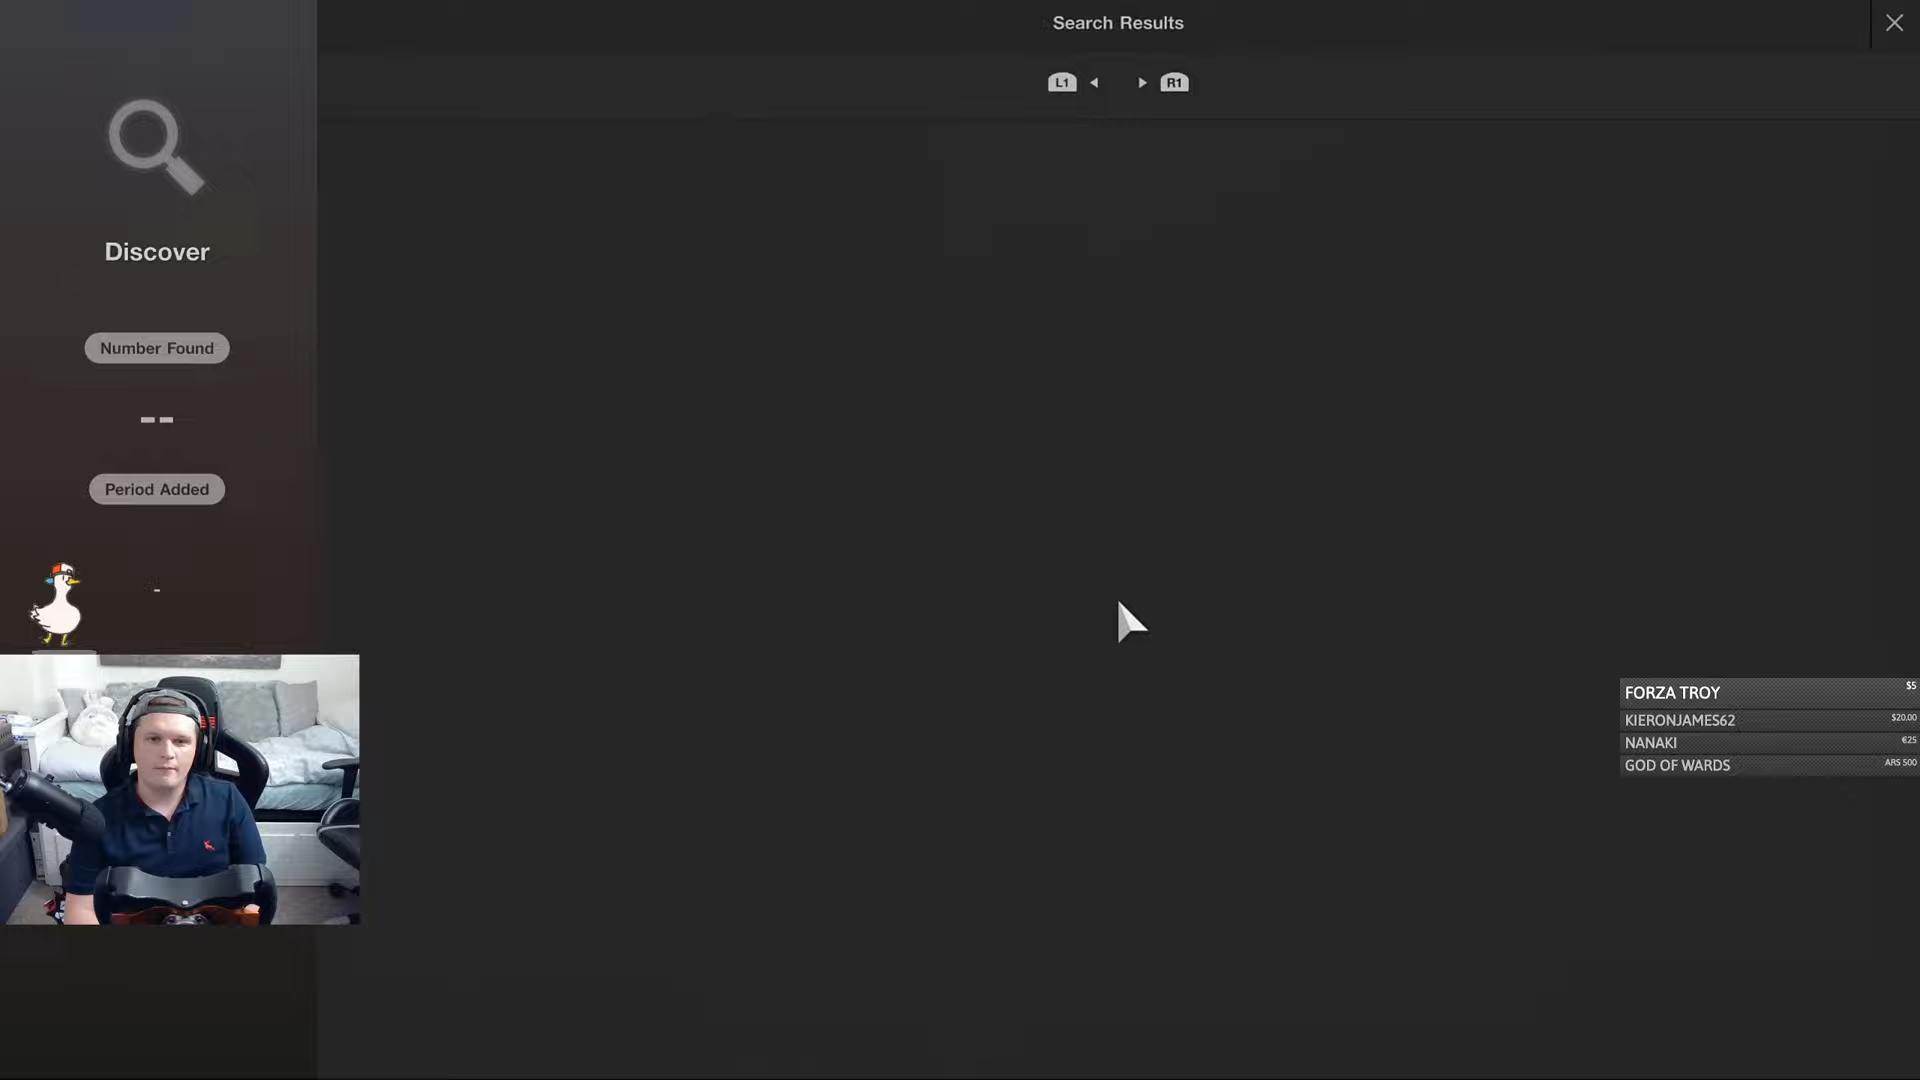 Search Results
L1
R1
Discover
Number Found
--
Period Added
-
FORZA TROY $5
KIERONJAMES62 $20.00
NANAKI €25
GOD OF WARDS ARS 500